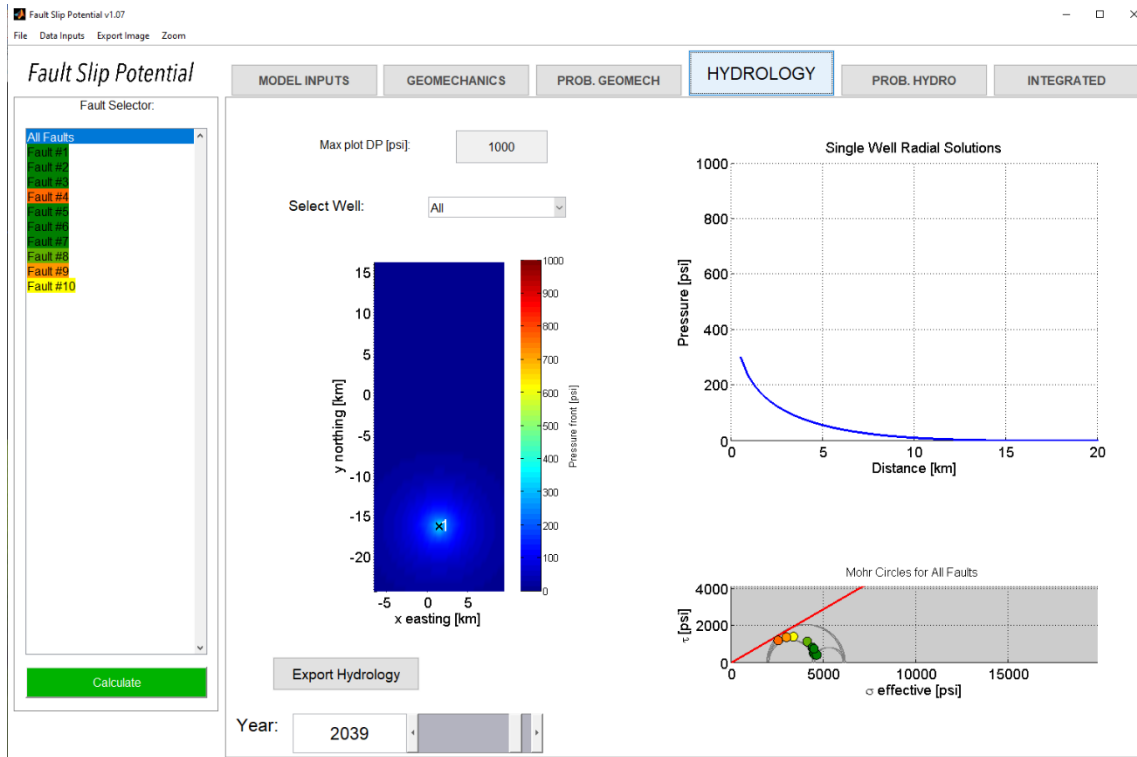 Fault Slip Potential v1.07
File Data Inputs Export Image Zoom
Fault Slip Potential
MODEL INPUTS GEOMECHANICS PROB. GEOMECH HYDROLOGY PROB. HYDRO INTEGRATED
Fault Selector:
All Faults
Fault #1
Fault #2
Fault #3
Fault #4
Fault #5
Fault #6
Fault #7
Fault #8
Fault #9
Fault #10
Calculate
Max plot DP [psi]: 1000
Select Well: All
15
10
5
0
-5
-10
-15
-20
y northing [km]
-5 0 5
x easting [km]
1
1000
900
800
700
600
500
400
300
200
100
0
Pressure front [psi]
Export Hydrology
Year: 2039
Single Well Radial Solutions
1000
800
600
400
200
0
Pressure [psi]
0 5 10 15 20
Distance [km]
Mohr Circles for All Faults
4000
2000
0
τ [psi]
0 5000 10000 15000
σ effective [psi]